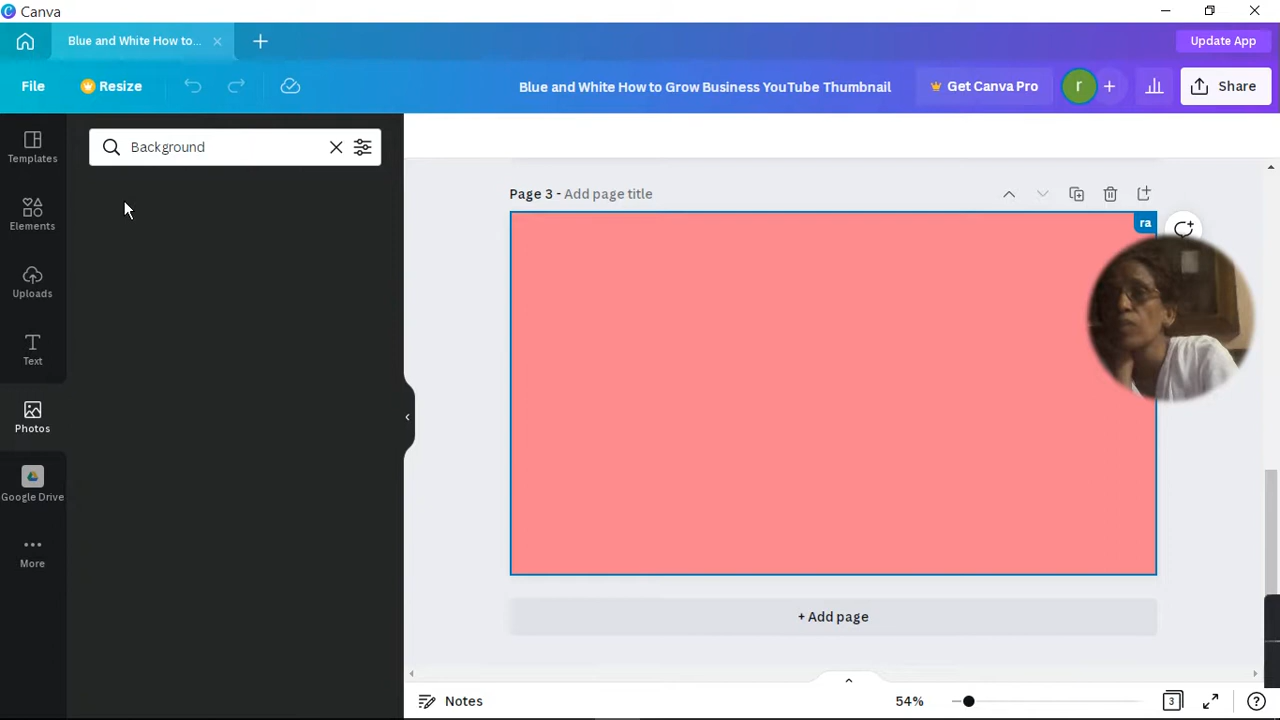 Canva
Blue and White How to...
Update App
File
Resize
Blue and White How to Grow Business YouTube Thumbnail
Get Canva Pro
r
Share
Templates
Background
Page 3 - Add page title
Elements
ra
Uploads
Text
Photos
Google Drive
More
+ Add page
Notes
54%
3